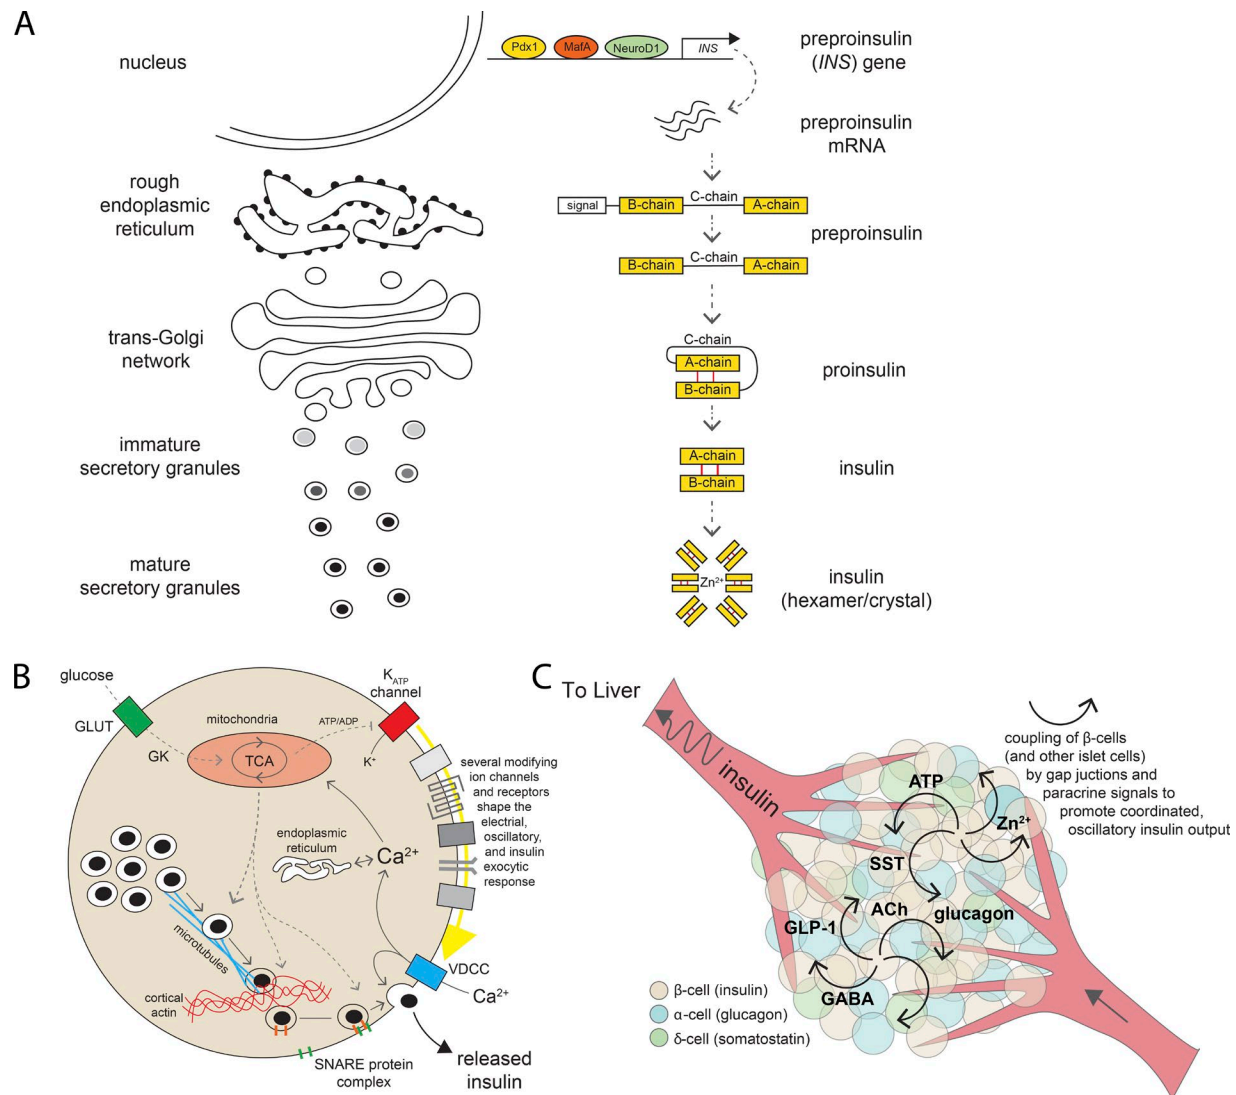 A
nucleus
Pdx1
MafA
NeuroD1
INS
preproinsulin
(INS) gene
preproinsulin
mRNA
rough
endoplasmic
reticulum
signal
B-chain
C-chain
A-chain
preproinsulin
B-chain
C-chain
A-chain
trans-Golgi
network
C-chain
A-chain
B-chain
proinsulin
immature
secretory granules
A-chain
B-chain
insulin
mature
secretory granules
Zn²⁺
insulin
(hexamer/crystal)
B
glucose
GLUT
GK
mitochondria
TCA
ATP/ADP
K_ATP
channel
K⁺
several modifying
ion channels
and receptors
shape the
electrial,
oscillatory,
and insulin
exocytic
response
endoplasmic
reticulum
Ca²⁺
microtubules
cortical
actin
VDCC
Ca²⁺
SNARE protein
complex
released
insulin
C
To Liver
insulin
coupling of β-cells
(and other islet cells)
by gap juctions and
paracrine signals to
promote coordinated,
oscillatory insulin output
ATP
Zn²⁺
SST
ACh
glucagon
GLP-1
GABA
β-cell (insulin)
α-cell (glucagon)
δ-cell (somatostatin)